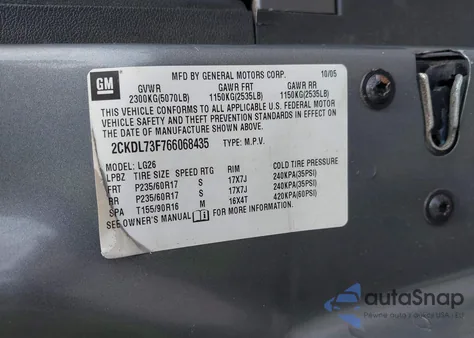 GM
MFD BY GENERAL MOTORS CORP. 10/05
GVWR GAWR FRT GAWR RR
2300KG(5070LB) 1150KG(2535LB) 1150KG(2535LB)
THIS VEHICLE CONFORMS TO ALL APPLICABLE U.S. FEDERAL MOTOR
VEHICLE SAFETY AND THEFT PREVENTION STANDARDS IN EFFECT ON THE
DATE OF MANUFACTURE SHOWN ABOVE.
2CKDL73F766068435 TYPE: M.P.V.
MODEL: LG26
LPBZ TIRE SIZE SPEED RTG RIM COLD TIRE PRESSURE
FRT P235/60R17 S 17X7J 240KPA(35PSI)
RR P235/60R17 S 17X7J 240KPA(35PSI)
SPA T155/90R16 M 16X4T 420KPA(60PSI)
SEE OWNER'S MANUAL FOR MORE INFORMATION.
autoSnap